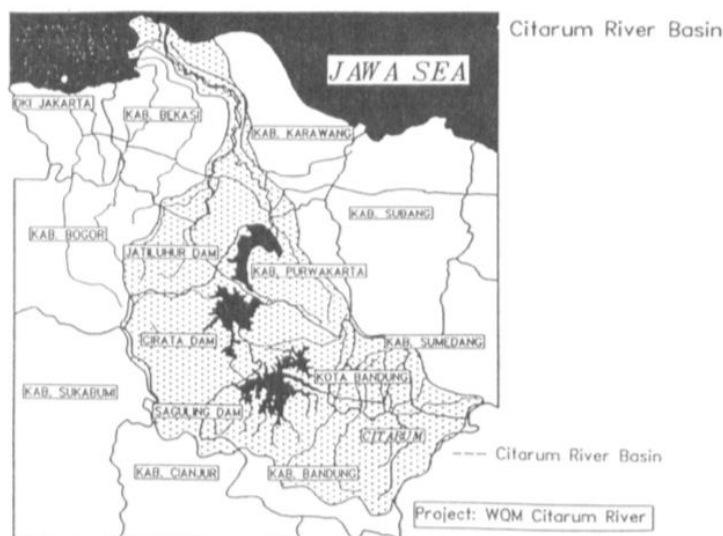 Citarum River Basin
JAWA SEA
DKI JAKARTA
KAB. BEKASI
KAB. KARAWANG
KAB. SUBANG
KAB. BOGOR
JATILUHUR DAM
KAB. PURWAKARTA
CIRATA DAM
KAB. SUMEDANG
KOTA BANDUNG
KAB. SUKABUMI
SAGULING DAM
CITARUM
Citarum River Basin
KAB. CIANJUR
KAB. BANDUNG
Project: WQM Citarum River